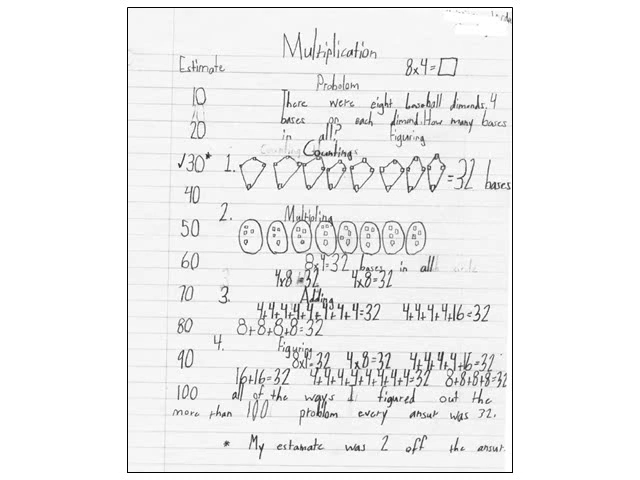 Multiplication
8x4=□
Estimate
Probolom
10
There were eight baseball dimonds. 4
bases on each dimond. How many bases
20
in all? Figuring
Counting
√30* 1. = 32 bases
40
2. Multipling
50
60
8x4=32 bases in all
4x8=32 4x8=32
70
3. Adding
4+4+4+4+4+4+4+4=32 4+4+4+4+16=32
80
8+8+8+8=32
4. Figuring
90
8x4=32 4x8=32 4+4+4+4+16=32
16+16=32 4+4+4+4+4+4+4+4=32 8+8+8+8=32
100 all of the ways I figured out the
more than 100 problem every ansur was 32.
* My estamate was 2 off the ansur.